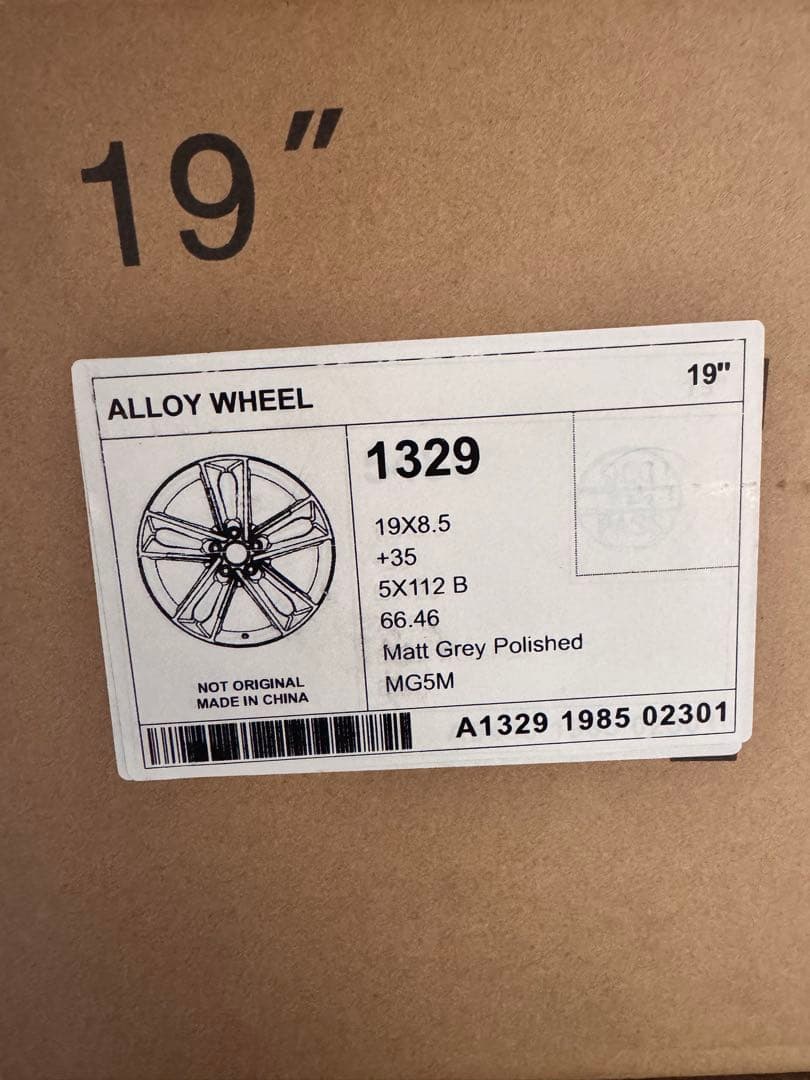 19"
ALLOY WHEEL
19"
1329
19X8.5
+35
5X112 B
66.46
Matt Grey Polished
MG5M
NOT ORIGINAL
MADE IN CHINA
A1329 1985 02301